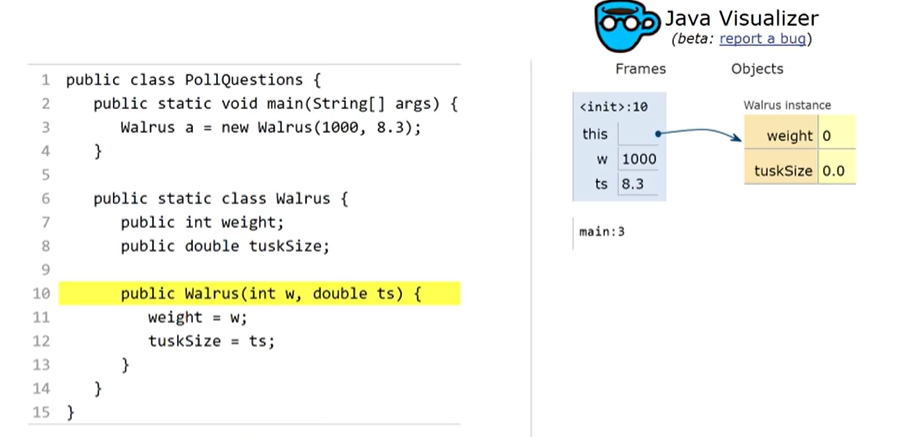 Java Visualizer
(beta: report a bug)
1 public class PollQuestions {
2 public static void main(String[] args) {
3 Walrus a = new Walrus(1000, 8.3);
4 }
5
6 public static class Walrus {
7 public int weight;
8 public double tuskSize;
9
10 public Walrus(int w, double ts) {
11 weight = w;
12 tuskSize = ts;
13 }
14 }
15 }
Frames
<init>:10
this
w 1000
ts 8.3
main:3
Objects
Walrus instance
weight 0
tuskSize 0.0